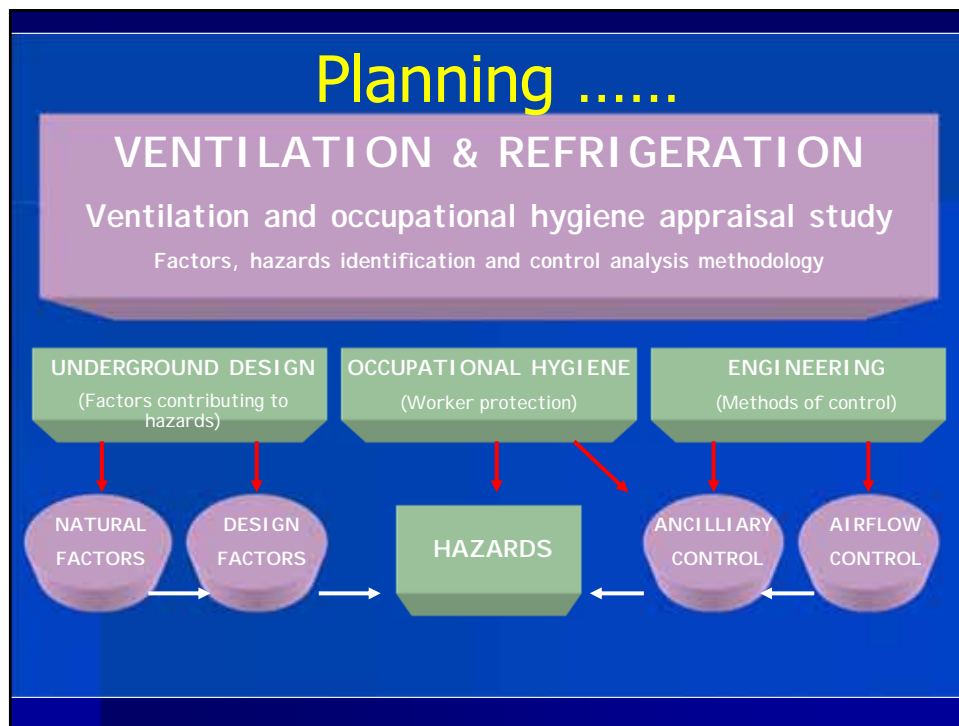 Planning ......
VENTILATION & REFRIGERATION
Ventilation and occupational hygiene appraisal study
Factors, hazards identification and control analysis methodology
UNDERGROUND DESIGN
(Factors contributing to
hazards)
OCCUPATIONAL HYGIENE
(Worker protection)
ENGINEERING
(Methods of control)
NATURAL
FACTORS
DESIGN
FACTORS
HAZARDS
ANCILLIARY
CONTROL
AIRFLOW
CONTROL